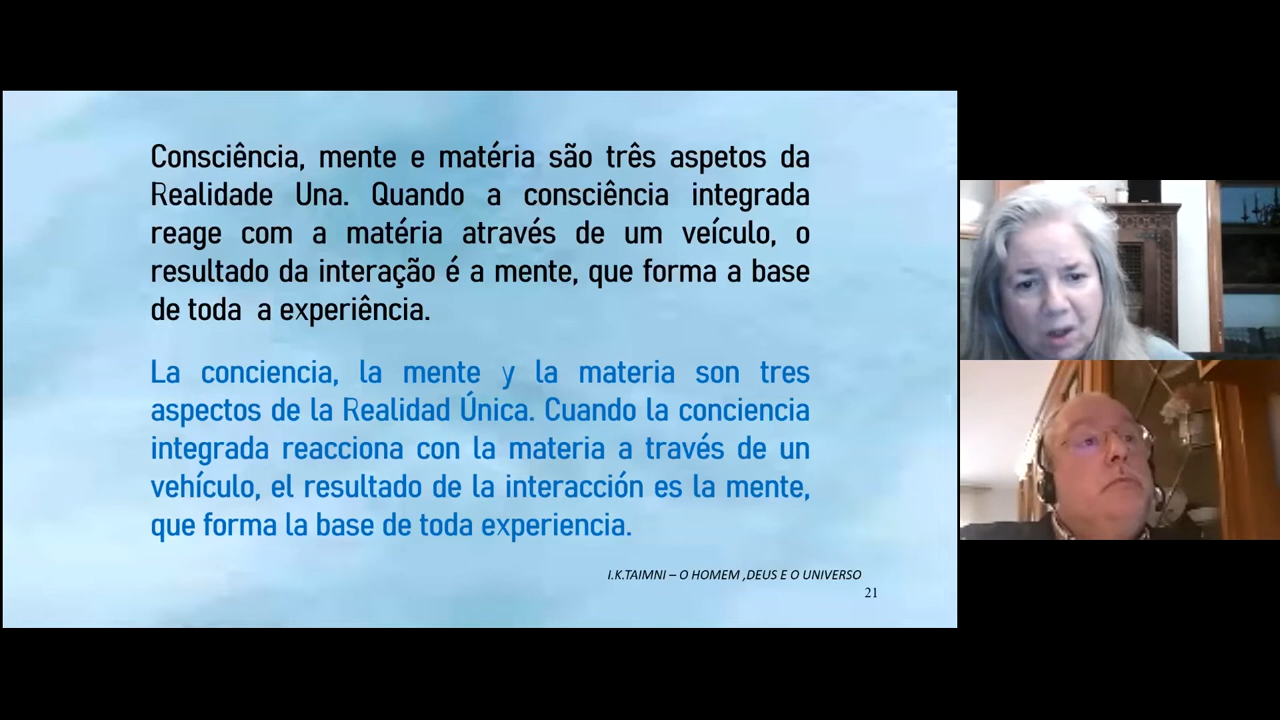 Consciência, mente e matéria são três aspetos da
Realidade Una. Quando a consciência integrada
reage com a matéria através de um veículo, o
resultado da interação é a mente, que forma a base
de toda  a experiência.
La conciencia, la mente y la materia son tres
aspectos de la Realidad Única. Cuando la conciencia
integrada reacciona con la materia a través de un
vehículo, el resultado de la interacción es la mente,
que forma la base de toda experiencia.
I.K.TAIMNI – O HOMEM ,DEUS E O UNIVERSO
21